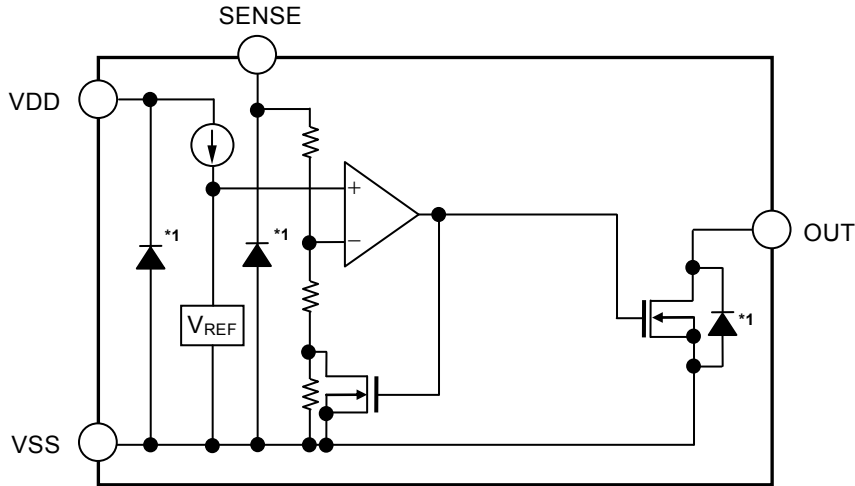 SENSE
VDD
*1
*1
+
−
OUT
*1
VREF
VSS